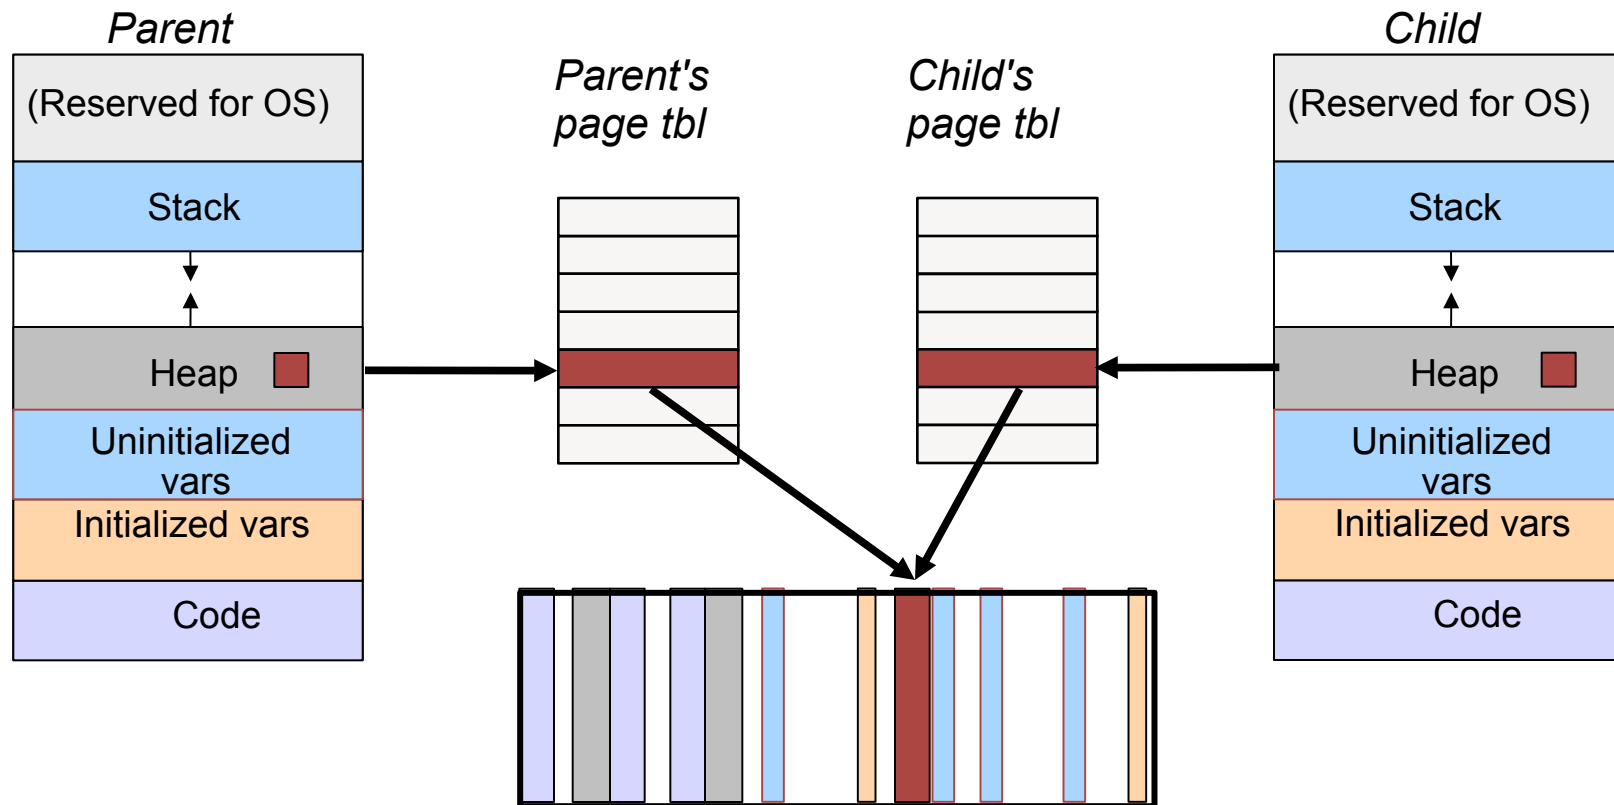 Parent
(Reserved for OS)
Stack
Heap
Uninitialized
vars
Initialized vars
Code
Parent's
page tbl
Child's
page tbl
Child
(Reserved for OS)
Stack
Heap
Uninitialized
vars
Initialized vars
Code